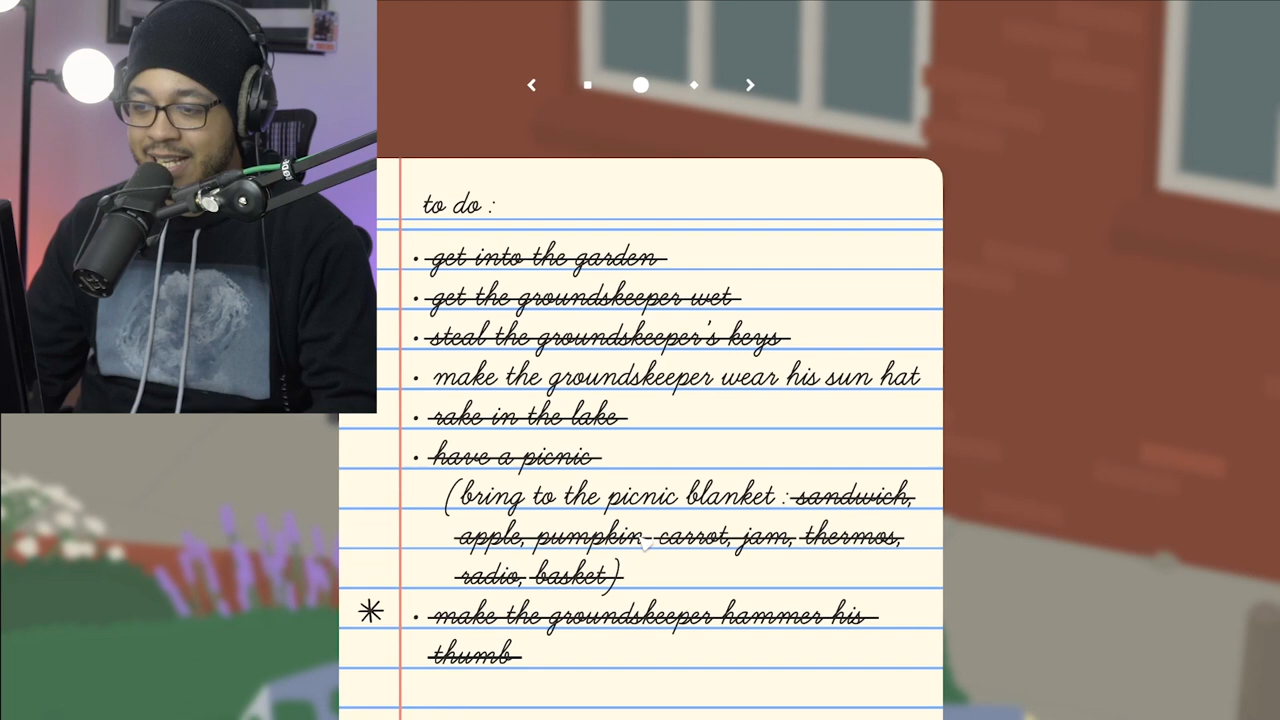 to do :
• get into the garden
• get the groundskeeper wet
• steal the groundskeeper's keys
• make the groundskeeper wear his sun hat
• rake in the lake
• have a picnic
(bring to the picnic blanket : sandwich,
apple, pumpkin, carrot, jam, thermos,
radio, basket)
• make the groundskeeper hammer his
thumb